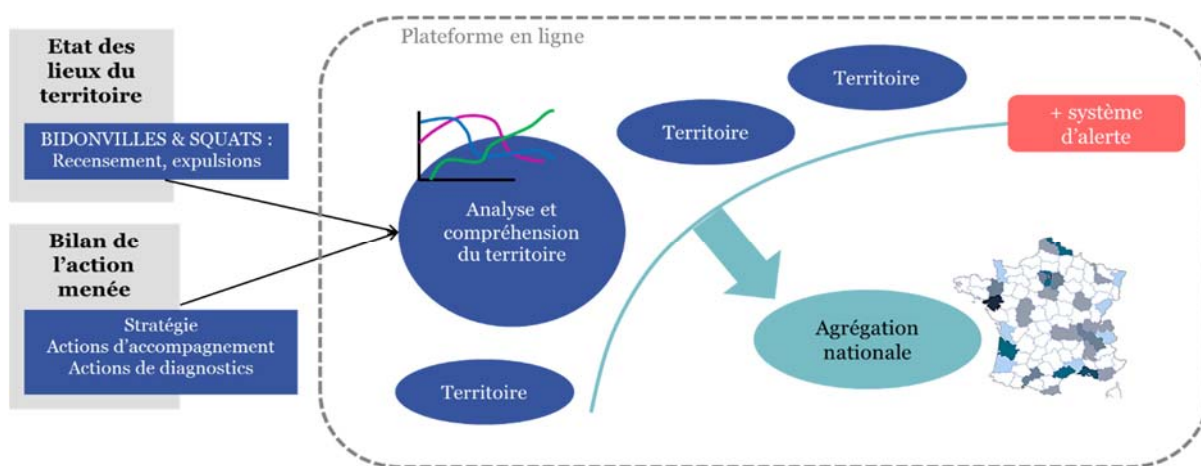 Etat des
lieux du
territoire
BIDONVILLES & SQUATS :
Recensement, expulsions
Bilan de
l'action
menée
Stratégie
Actions d'accompagnement
Actions de diagnostics
Plateforme en ligne
Analyse et
compréhension
du territoire
Territoire
Territoire
Territoire
+ système
d'alerte
Agrégation
nationale